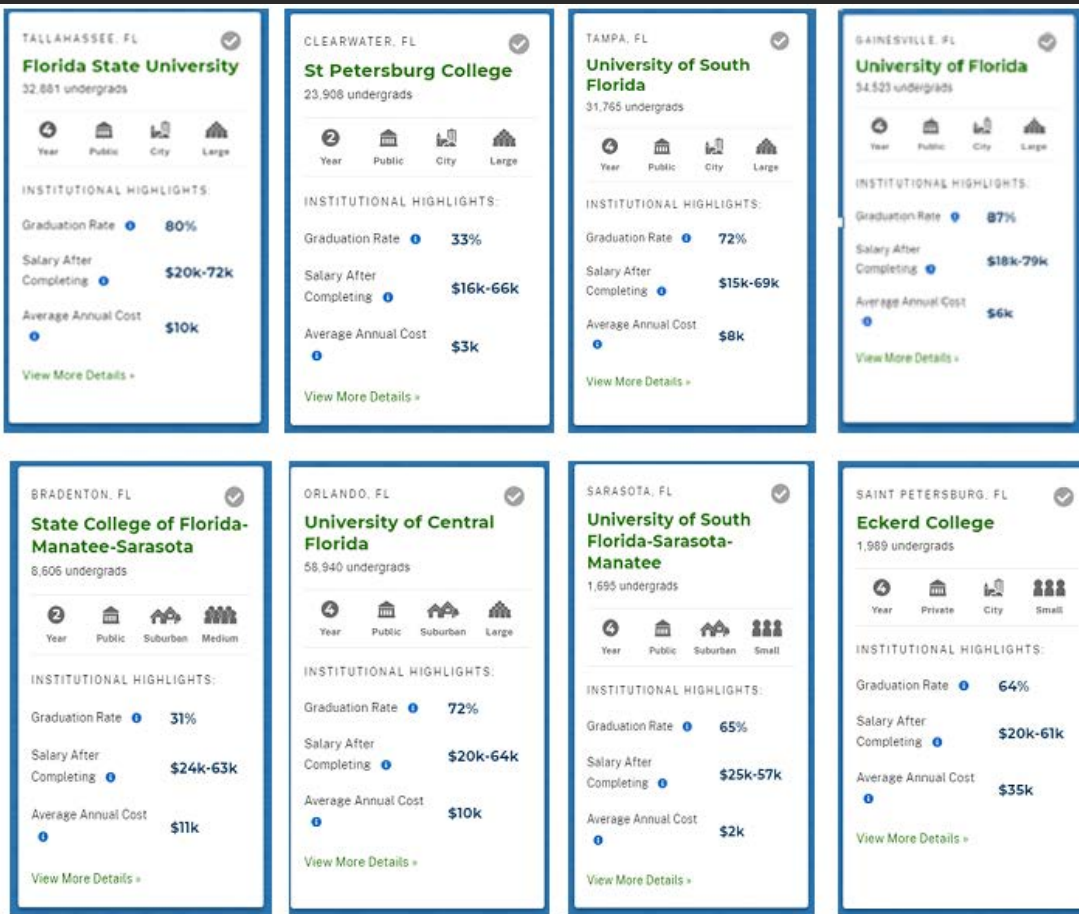 TALLAHASSEE, FL
Florida State University
32,881 undergrads
4
Year Public City Large
INSTITUTIONAL HIGHLIGHTS:
Graduation Rate 80%
Salary After
Completing $20k-72k
Average Annual Cost
$10k
View More Details »
CLEARWATER, FL
St Petersburg College
23,908 undergrads
2
Year Public City Large
INSTITUTIONAL HIGHLIGHTS:
Graduation Rate 33%
Salary After
Completing $16k-66k
Average Annual Cost
$3k
View More Details »
TAMPA, FL
University of South
Florida
31,765 undergrads
4
Year Public City Large
INSTITUTIONAL HIGHLIGHTS:
Graduation Rate 72%
Salary After
Completing $15k-69k
Average Annual Cost
$8k
View More Details »
GAINESVILLE, FL
University of Florida
34,523 undergrads
4
Year Public City Large
INSTITUTIONAL HIGHLIGHTS:
Graduation Rate 87%
Salary After
Completing $18k-79k
Average Annual Cost
$6k
View More Details »
BRADENTON, FL
State College of Florida-
Manatee-Sarasota
8,606 undergrads
2
Year Public Suburban Medium
INSTITUTIONAL HIGHLIGHTS:
Graduation Rate 31%
Salary After
Completing $24k-63k
Average Annual Cost
$11k
View More Details »
ORLANDO, FL
University of Central
Florida
58,940 undergrads
4
Year Public Suburban Large
INSTITUTIONAL HIGHLIGHTS:
Graduation Rate 72%
Salary After
Completing $20k-64k
Average Annual Cost
$10k
View More Details »
SARASOTA, FL
University of South
Florida-Sarasota-
Manatee
1,695 undergrads
4
Year Public Suburban Small
INSTITUTIONAL HIGHLIGHTS:
Graduation Rate 65%
Salary After
Completing $25k-57k
Average Annual Cost
$2k
View More Details »
SAINT PETERSBURG, FL
Eckerd College
1,989 undergrads
4
Year Private City Small
INSTITUTIONAL HIGHLIGHTS:
Graduation Rate 64%
Salary After
Completing $20k-61k
Average Annual Cost
$35k
View More Details »